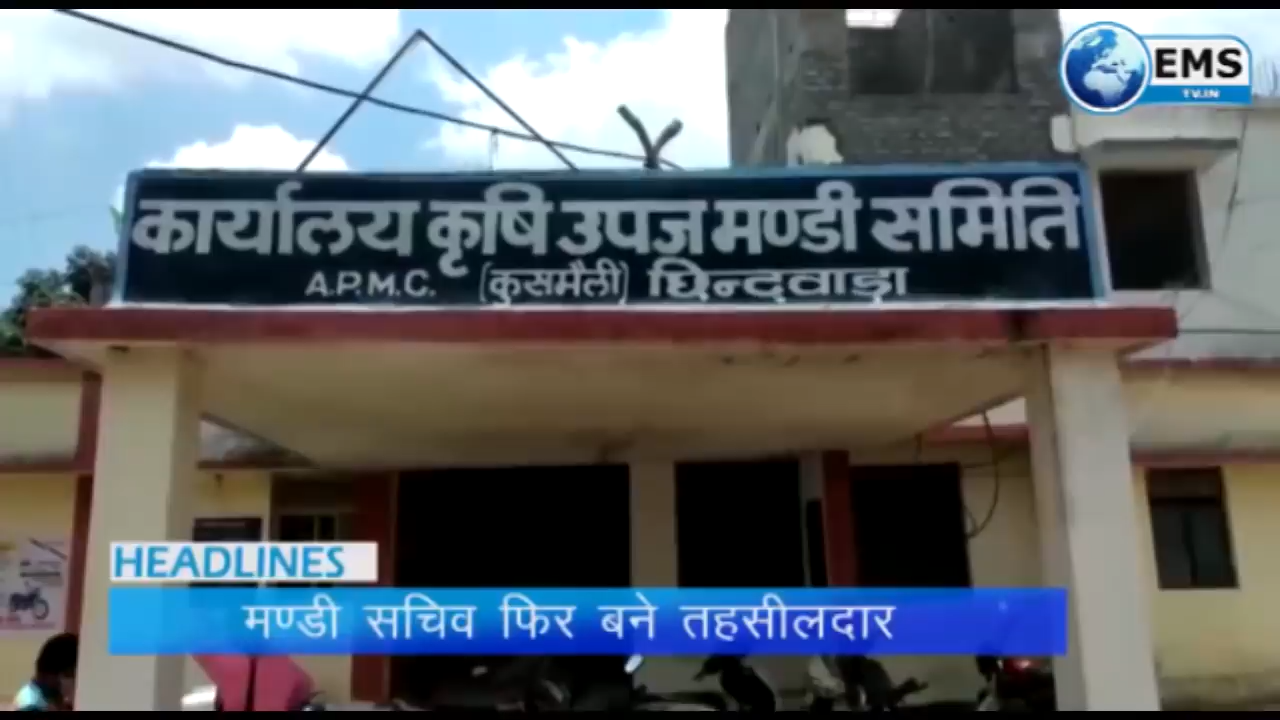 EMS
TV.IN
कार्यालय कृषि उपज मण्डी समिति
A.P.M.C. (कुसमैली) छिन्दवाड़ा
HEADLINES
मण्डी सचिव फिर बने तहसीलदार